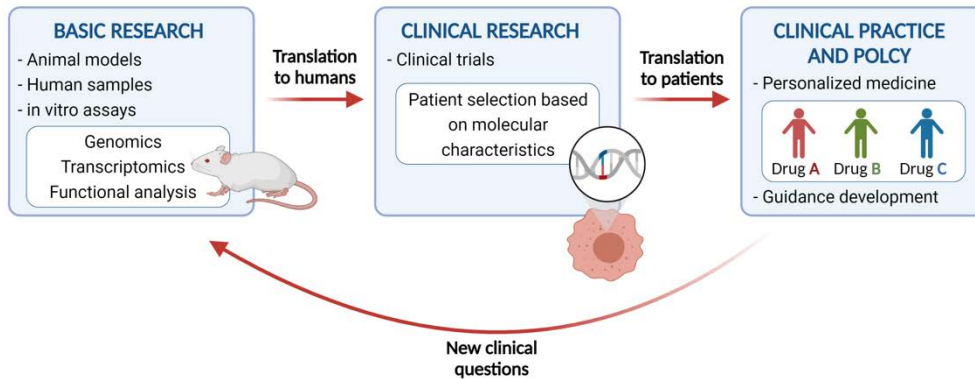 BASIC RESEARCH
- Animal models
- Human samples
- in vitro assays
Genomics
Transcriptomics
Functional analysis
Translation
to humans
CLINICAL RESEARCH
- Clinical trials
Patient selection based
on molecular
characteristics
Translation
to patients
CLINICAL PRACTICE
AND POLCY
- Personalized medicine
Drug A Drug B Drug C
- Guidance development
New clinical
questions